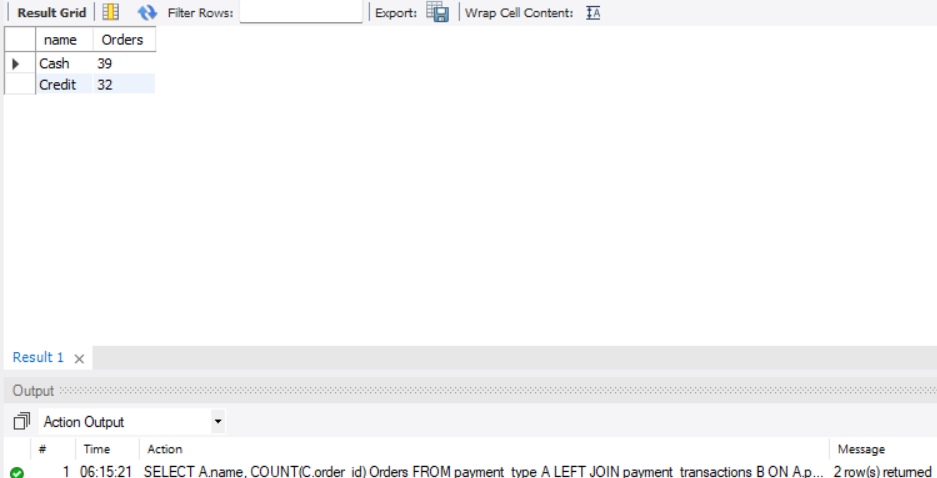 Result Grid Filter Rows: Export: Wrap Cell Content: IA
name Orders
Cash 39
Credit 32
Result 1
Output
Action Output
# Time Action Message
1 06:15:21 SELECT A.name, COUNT(C.order_id) Orders FROM payment_type A LEFT JOIN payment_transactions B ON A.p... 2 row(s) returned